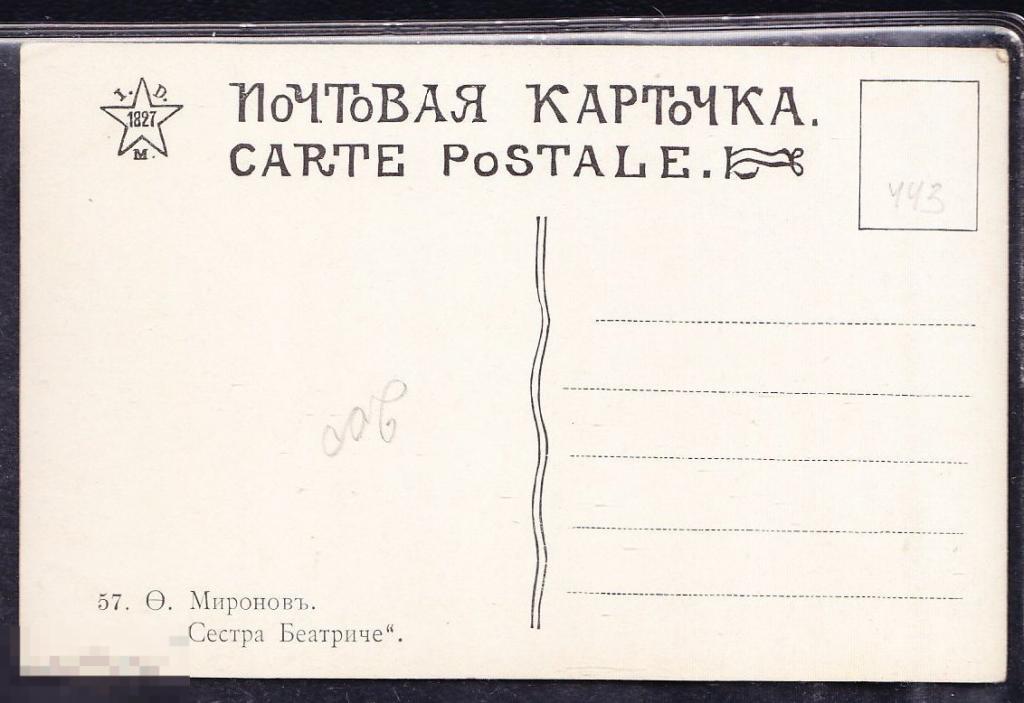 I. D.
1827
M.
ПОЧТОВАЯ КАРТОЧКА.
CARTE POSTALE.
443
57. Ѳ. Мироновъ.
Сестра Беатриче“.